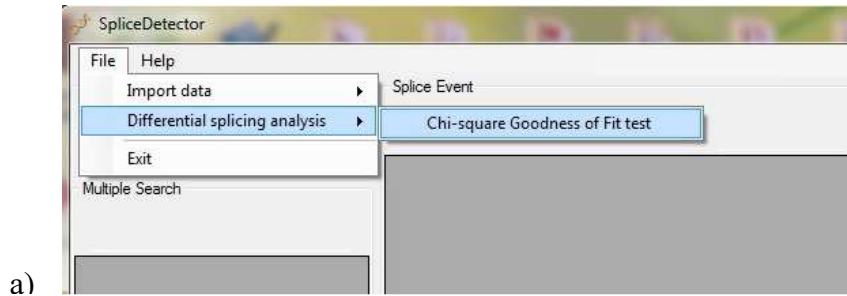 SpliceDetector
File Help
Import data
Splice Event
Differential splicing analysis
Chi-square Goodness of Fit test
Exit
Multiple Search
a)